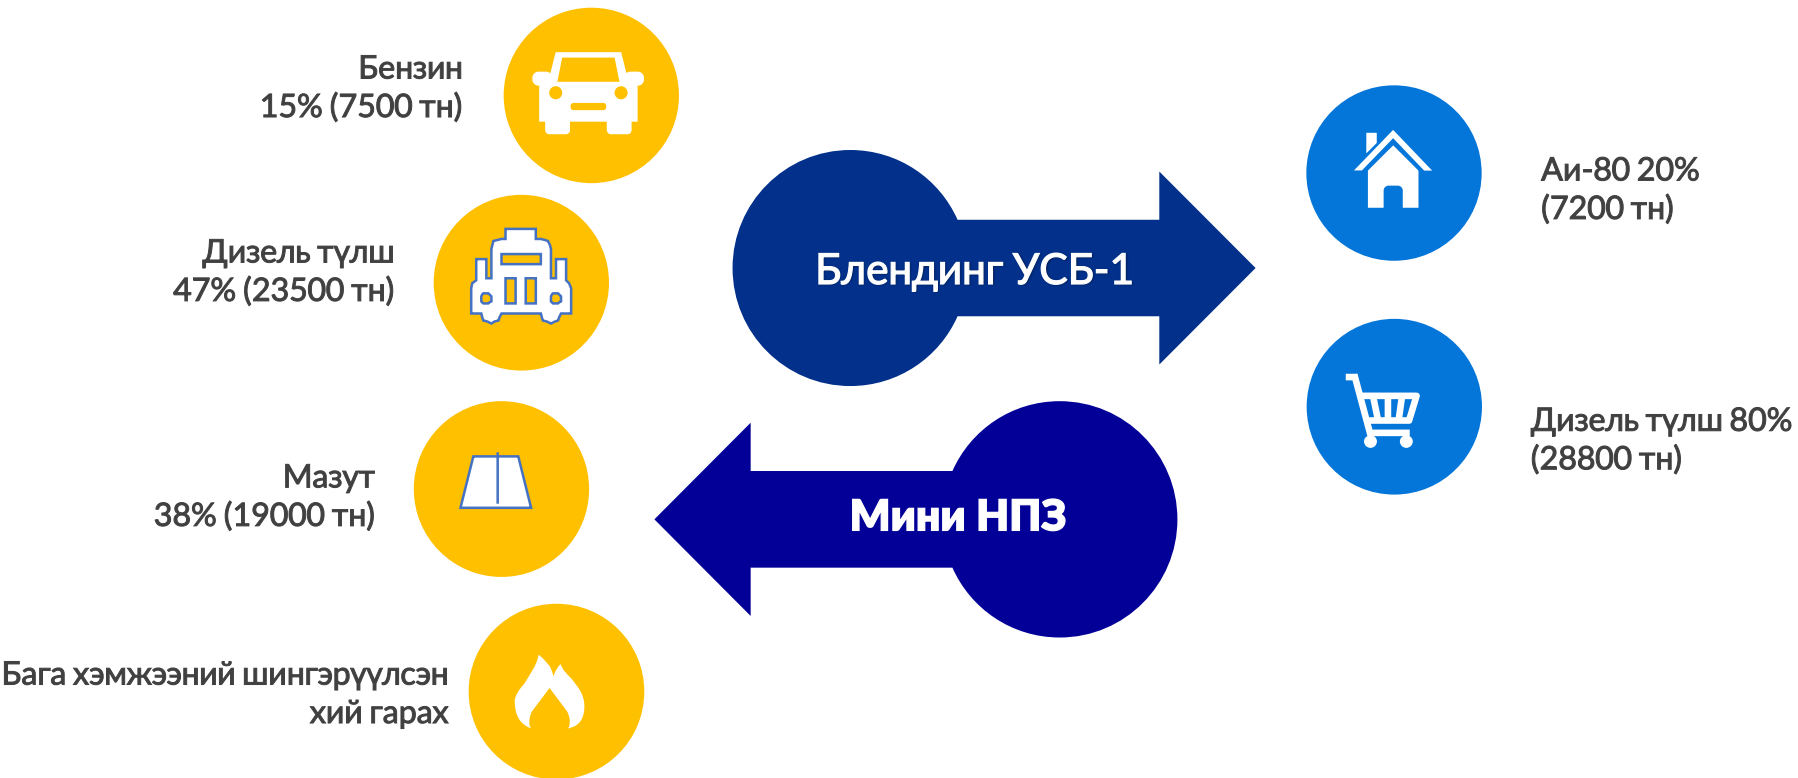 Бензин
15% (7500 тн)
Дизель түлш
47% (23500 тн)
Мазут
38% (19000 тн)
Бага хэмжээний шингэрүүлсэн
хий гарах
Блендинг УСБ-1
Мини НПЗ
Аи-80 20%
(7200 тн)
Дизель түлш 80%
(28800 тн)